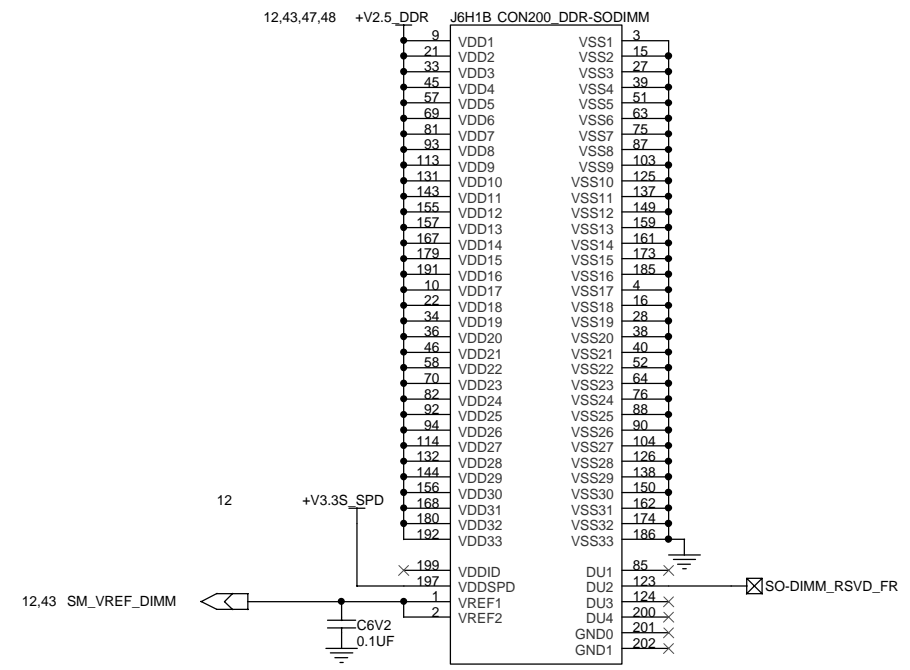 12,43,47,48 +V2.5_DDR J6H1B CON200_DDR-SODIMM
9 VDD1 VSS1 3
21 VDD2 VSS2 15
33 VDD3 VSS3 27
45 VDD4 VSS4 39
57 VDD5 VSS5 51
69 VDD6 VSS6 63
81 VDD7 VSS7 75
93 VDD8 VSS8 87
113 VDD9 VSS9 103
131 VDD10 VSS10 125
143 VDD11 VSS11 137
155 VDD12 VSS12 149
157 VDD13 VSS13 159
167 VDD14 VSS14 161
179 VDD15 VSS15 173
191 VDD16 VSS16 185
10 VDD17 VSS17 4
22 VDD18 VSS18 16
34 VDD19 VSS19 28
36 VDD20 VSS20 38
46 VDD21 VSS21 40
58 VDD22 VSS22 52
70 VDD23 VSS23 64
82 VDD24 VSS24 76
92 VDD25 VSS25 88
94 VDD26 VSS26 90
114 VDD27 VSS27 104
132 VDD28 VSS28 126
144 VDD29 VSS29 138
156 VDD30 VSS30 150
12 +V3.3S_SPD 168 VDD31 VSS31 162
180 VDD32 VSS32 174
192 VDD33 VSS33 186
199 VDDID DU1 85
197 VDDSPD DU2 123 SO-DIMM_RSVD_FR
12,43 SM_VREF_DIMM 1 VREF1 DU3 124
2 VREF2 DU4 200
C6V2 GND0 201
0.1UF GND1 202